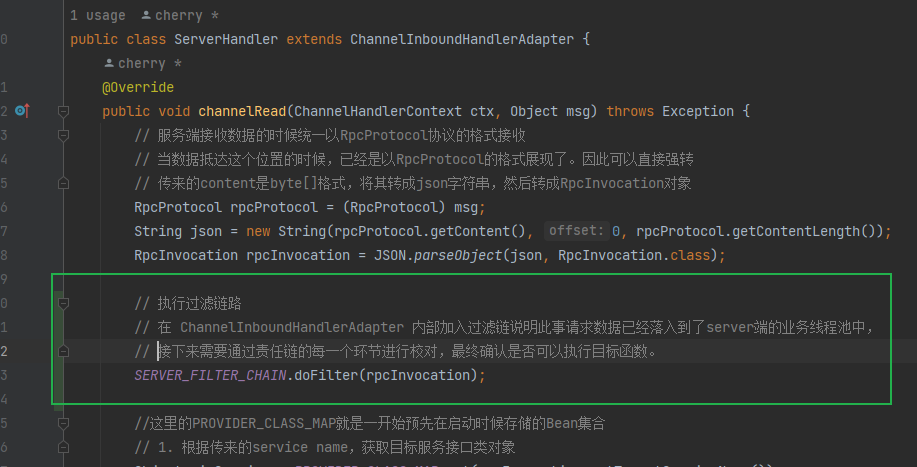 1 usage cherry *
0 public class ServerHandler extends ChannelInboundHandlerAdapter {
cherry *
1 @Override
2 public void channelRead(ChannelHandlerContext ctx, Object msg) throws Exception {
3 // 服务端接收数据的时候统一以RpcProtocol协议的格式接收
4 // 当数据抵达这个位置的时候，已经是以RpcProtocol的格式展现了。因此可以直接强转
5 // 传来的content是byte[]格式，将其转成json字符串，然后转成RpcInvocation对象
6 RpcProtocol rpcProtocol = (RpcProtocol) msg;
7 String json = new String(rpcProtocol.getContent(), offset: 0, rpcProtocol.getContentLength());
8 RpcInvocation rpcInvocation = JSON.parseObject(json, RpcInvocation.class);
9
0 // 执行过滤链路
1 // 在 ChannelInboundHandlerAdapter 内部加入过滤链说明此事请求数据已经落入到了server端的业务线程池中，
2 // 接下来需要通过责任链的每一个环节进行校对，最终确认是否可以执行目标函数。
3 SERVER_FILTER_CHAIN.doFilter(rpcInvocation);
4
5 //这里的PROVIDER_CLASS_MAP就是一开始预先在启动时候存储的Bean集合
6 // 1. 根据传来的service name，获取目标服务接口类对象